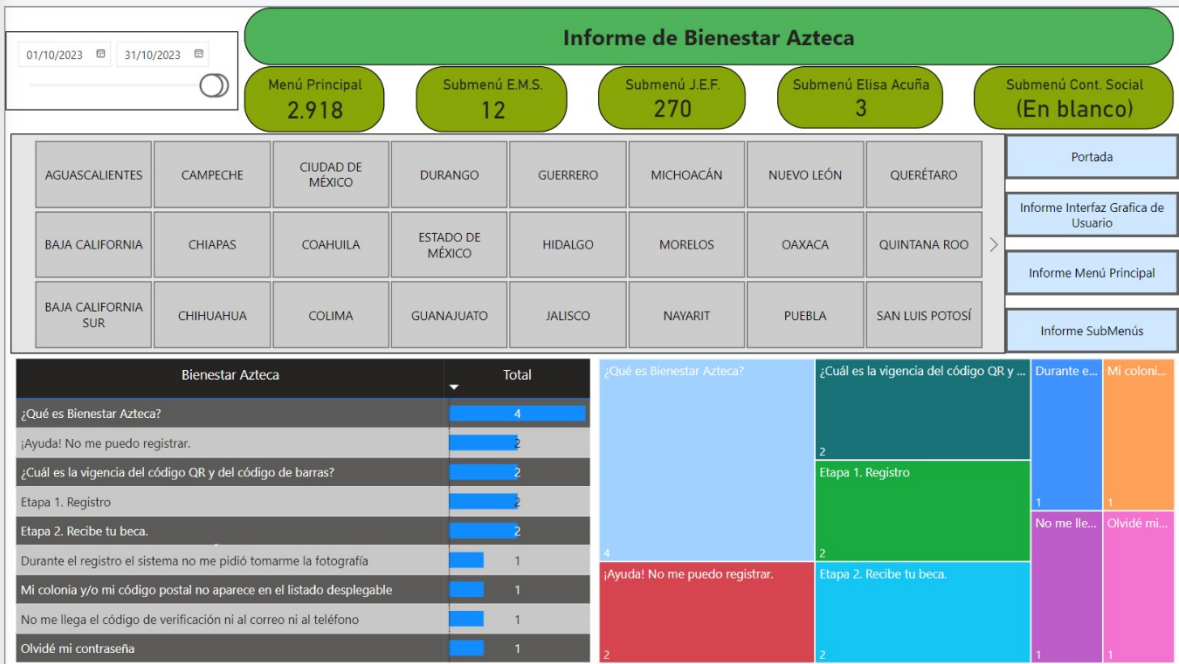 Informe de Bienestar Azteca
01/10/2023 31/10/2023
Menú Principal
2.918
Submenú E.M.S.
12
Submenú J.E.F.
270
Submenú Elisa Acuña
3
Submenú Cont. Social
(En blanco)
AGUASCALIENTES
CAMPECHE
CIUDAD DE
MÉXICO
DURANGO
GUERRERO
MICHOACÁN
NUEVO LEÓN
QUERÉTARO
BAJA CALIFORNIA
CHIAPAS
COAHUILA
ESTADO DE
MÉXICO
HIDALGO
MORELOS
OAXACA
QUINTANA ROO
BAJA CALIFORNIA
SUR
CHIHUAHUA
COLIMA
GUANAJUATO
JALISCO
NAYARIT
PUEBLA
SAN LUIS POTOSÍ
Portada
Informe Interfaz Grafica de
Usuario
Informe Menú Principal
Informe SubMenús
Bienestar Azteca Total
¿Qué es Bienestar Azteca? 4
¡Ayuda! No me puedo registrar. 2
¿Cuál es la vigencia del código QR y del código de barras? 2
Etapa 1. Registro 2
Etapa 2. Recibe tu beca. 2
Durante el registro el sistema no me pidió tomarme la fotografía 1
Mi colonia y/o mi código postal no aparece en el listado desplegable 1
No me llega el código de verificación ni al correo ni al teléfono 1
Olvidé mi contraseña 1
¿Qué es Bienestar Azteca?
4
¡Ayuda! No me puedo registrar.
2
¿Cuál es la vigencia del código QR y ...
2
Etapa 1. Registro
2
Etapa 2. Recibe tu beca.
2
Durante e...
1
Mi coloni...
1
No me lle...
1
Olvidé mi...
1